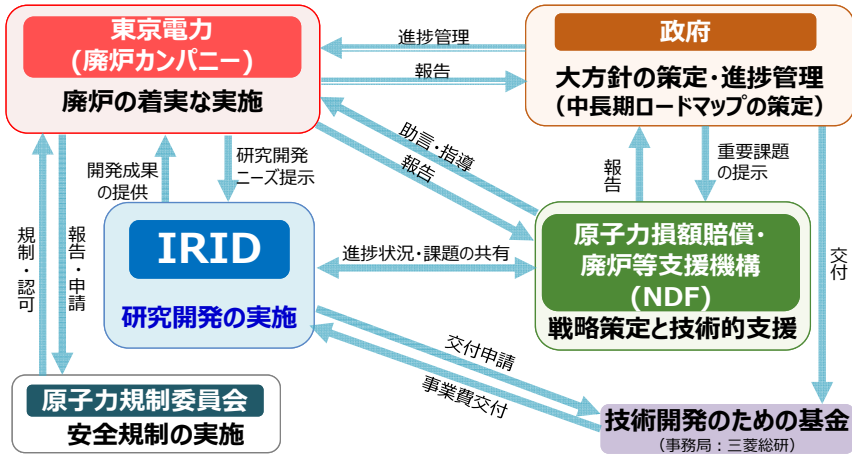 東京電力
(廃炉カンパニー)
廃炉の着実な実施
進捗管理
報告
政府
大方針の策定・進捗管理
(中長期ロードマップの策定)
開発成果
の提供
研究開発
ニーズ提示
助言・指導
報告
報告
重要課題
の提示
規制・認可
報告・申請
IRID
研究開発の実施
進捗状況・課題の共有
原子力損額賠償・
廃炉等支援機構
(NDF)
戦略策定と技術的支援
交付
交付申請
事業費交付
原子力規制委員会
安全規制の実施
技術開発のための基金
(事務局：三菱総研)